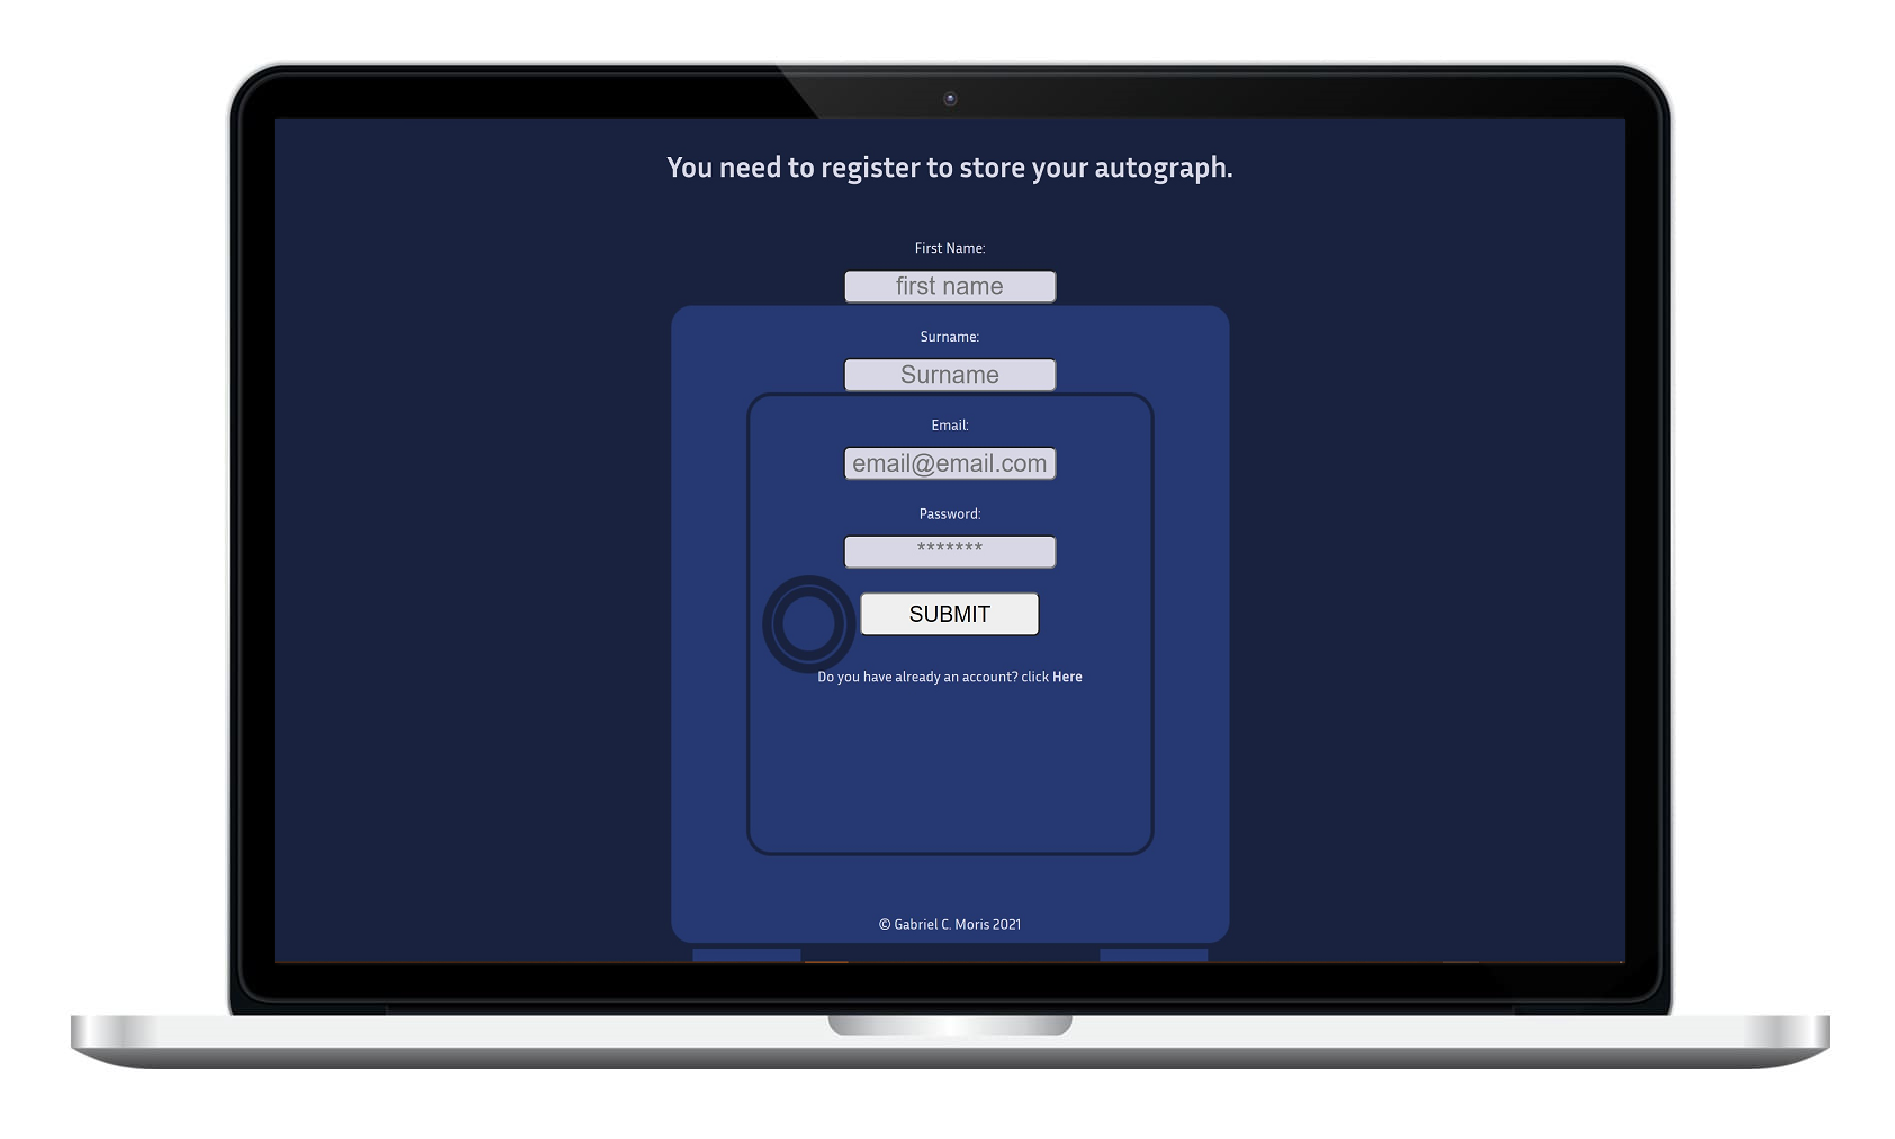 You need to register to store your autograph.
First Name:
first name
Surname:
Surname
Email:
email@email.com
Password:
*******
SUBMIT
Do you have already an account? click Here
© Gabriel C. Moris 2021